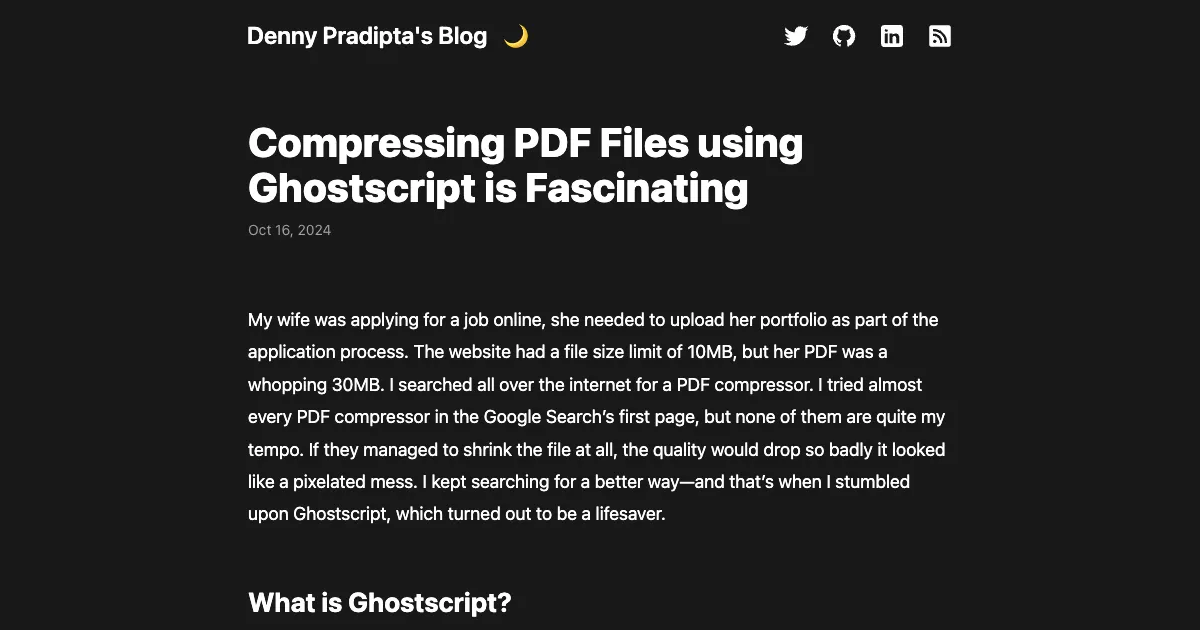 Denny Pradipta's Blog 🌙
Compressing PDF Files using
Ghostscript is Fascinating
Oct 16, 2024
My wife was applying for a job online, she needed to upload her portfolio as part of the
application process. The website had a file size limit of 10MB, but her PDF was a
whopping 30MB. I searched all over the internet for a PDF compressor. I tried almost
every PDF compressor in the Google Search’s first page, but none of them are quite my
tempo. If they managed to shrink the file at all, the quality would drop so badly it looked
like a pixelated mess. I kept searching for a better way—and that’s when I stumbled
upon Ghostscript, which turned out to be a lifesaver.
What is Ghostscript?